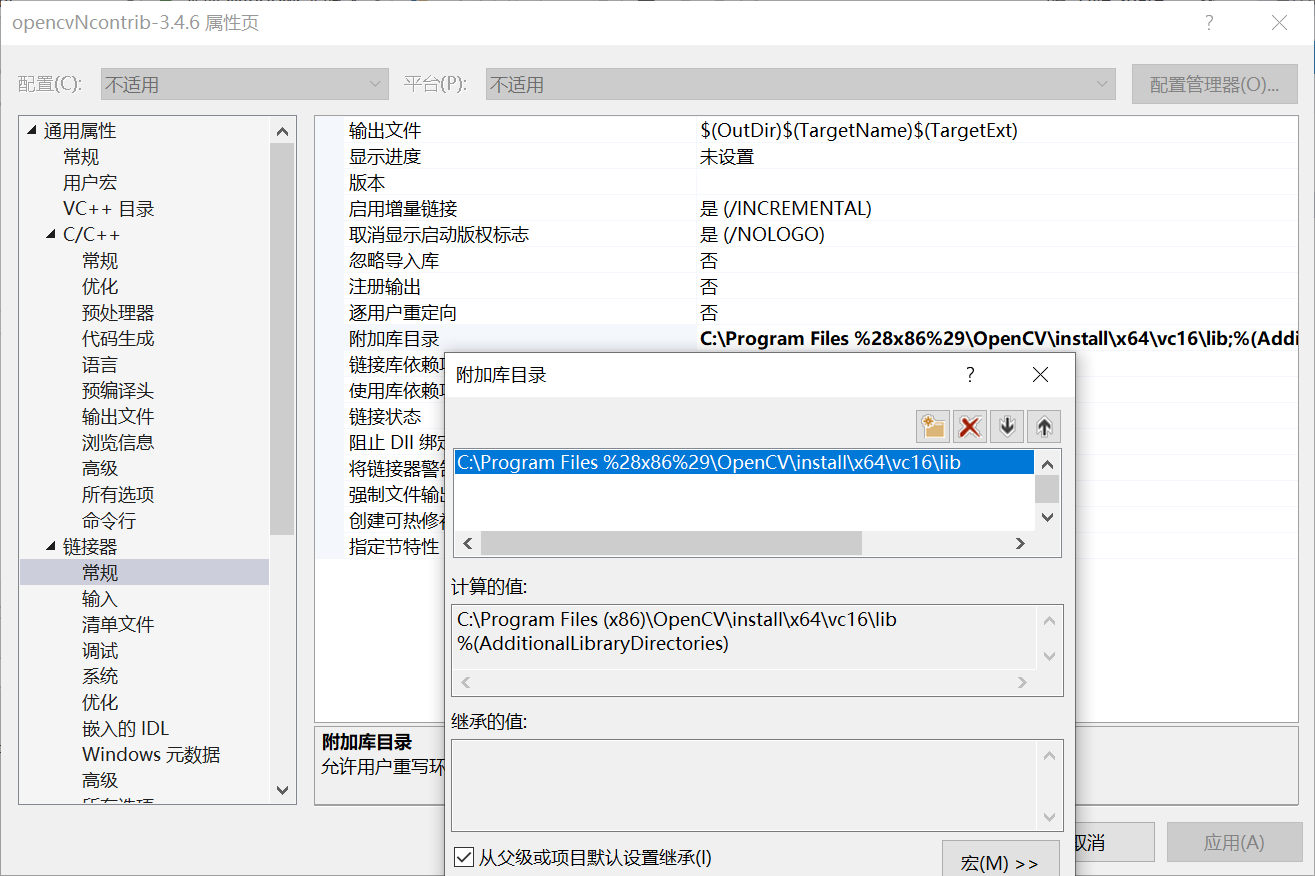 opencvNcontrib-3.4.6 属性页
配置(C): 不适用 平台(P): 不适用 配置管理器(O)...
通用属性
常规
用户宏
VC++ 目录
C/C++
常规
优化
预处理器
代码生成
语言
预编译头
输出文件
浏览信息
高级
所有选项
命令行
链接器
常规
输入
清单文件
调试
系统
优化
嵌入的 IDL
Windows 元数据
高级
所有选项
输出文件 $(OutDir)$(TargetName)$(TargetExt)
显示进度 未设置
版本
启用增量链接 是 (/INCREMENTAL)
取消显示启动版权标志 是 (/NOLOGO)
忽略导入库 否
注册输出 否
逐用户重定向 否
附加库目录 C:\Program Files %28x86%29\OpenCV\install\x64\vc16\lib;%(Addi
链接库依赖项
使用库依赖项
链接状态
阻止 Dll 绑定
将链接器警告
强制文件输出
创建可热修补
指定节特性
附加库目录
允许用户重写环
附加库目录 ?
C:\Program Files %28x86%29\OpenCV\install\x64\vc16\lib
计算的值:
C:\Program Files (x86)\OpenCV\install\x64\vc16\lib
%(AdditionalLibraryDirectories)
继承的值:
从父级或项目默认设置继承(I)
宏(M) >>
取消
应用(A)